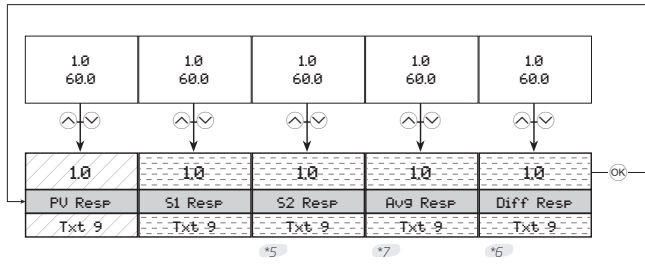 1.0 1.0 1.0 1.0 1.0
60.0 60.0 60.0 60.0 60.0
1.0 1.0 1.0 1.0 1.0
OK
PV Resp S1 Resp S2 Resp Avg Resp Diff Resp
Txt 9 Txt 9 Txt 9 Txt 9 Txt 9
*5 *7 *6